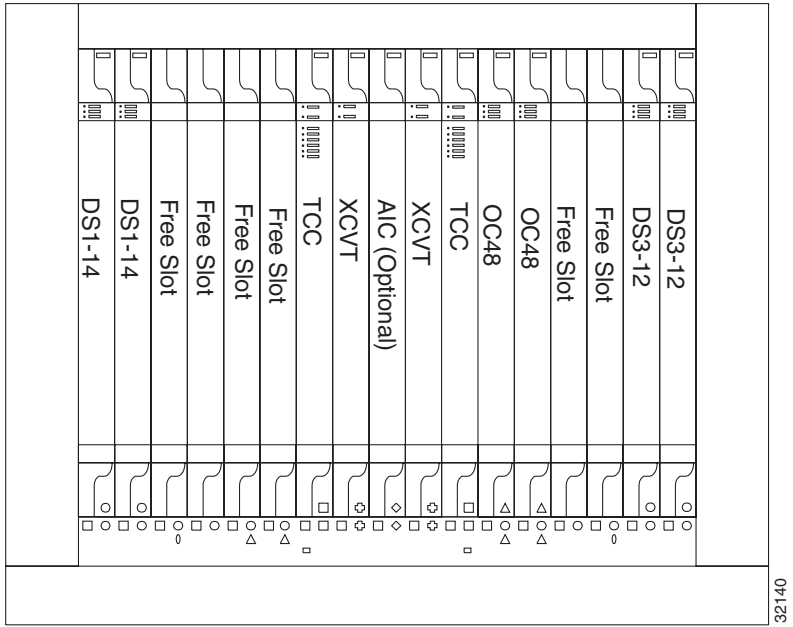 DS1-14
DS1-14
Free Slot
Free Slot
Free Slot
Free Slot
TCC
XCVT
AIC (Optional)
XCVT
TCC
OC48
OC48
Free Slot
Free Slot
DS3-12
DS3-12
32140